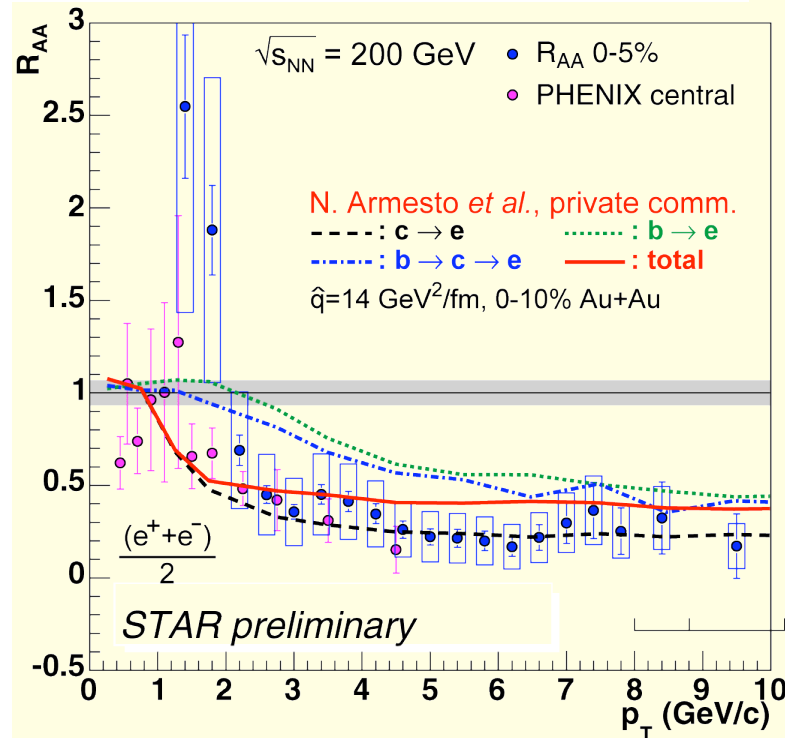 R_AA
3
2.5
2
1.5
1
0.5
0
-0.5
√s_NN = 200 GeV
R_AA 0-5%
PHENIX central
N. Armesto et al., private comm.
: c → e
: b → e
: b → c → e
: total
q̂=14 GeV²/fm, 0-10% Au+Au
(e⁺+e⁻)
2
STAR preliminary
0 1 2 3 4 5 6 7 8 9 10
p_T (GeV/c)